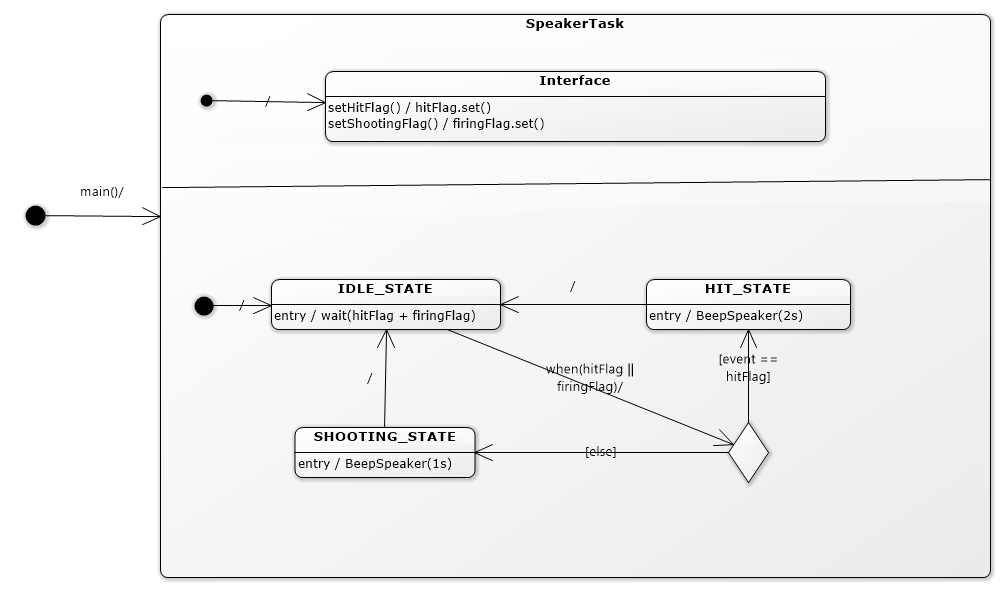 SpeakerTask
Interface
/
setHitFlag() / hitFlag.set()
setShootingFlag() / firingFlag.set()
main()/
IDLE_STATE
/
HIT_STATE
/
entry / wait(hitFlag + firingFlag)
entry / BeepSpeaker(2s)
when(hitFlag ||
firingFlag)/
[event ==
hitFlag]
/
SHOOTING_STATE
[else]
entry / BeepSpeaker(1s)